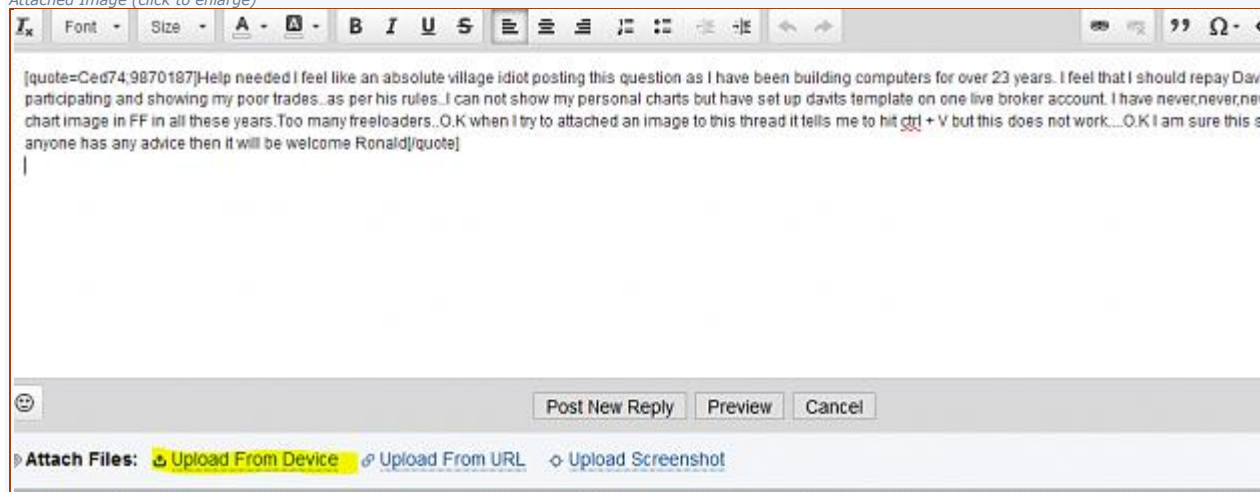 Attached Image (click to enlarge)
Font Size A A B I U S Ω
[quote=Ced74;9870187]Help needed I feel like an absolute village idiot posting this question as I have been building computers for over 23 years. I feel that I should repay Dav
participating and showing my poor trades..as per his rules..I can not show my personal charts but have set up davits template on one live broker account. I have never,never,ne
chart image in FF in all these years.Too many freeloaders..O.K when I try to attached an image to this thread it tells me to hit ctrl + V but this does not work....O.K I am sure this s
anyone has any advice then it will be welcome Ronald[/quote]
Post New Reply Preview Cancel
Attach Files: Upload From Device Upload From URL Upload Screenshot